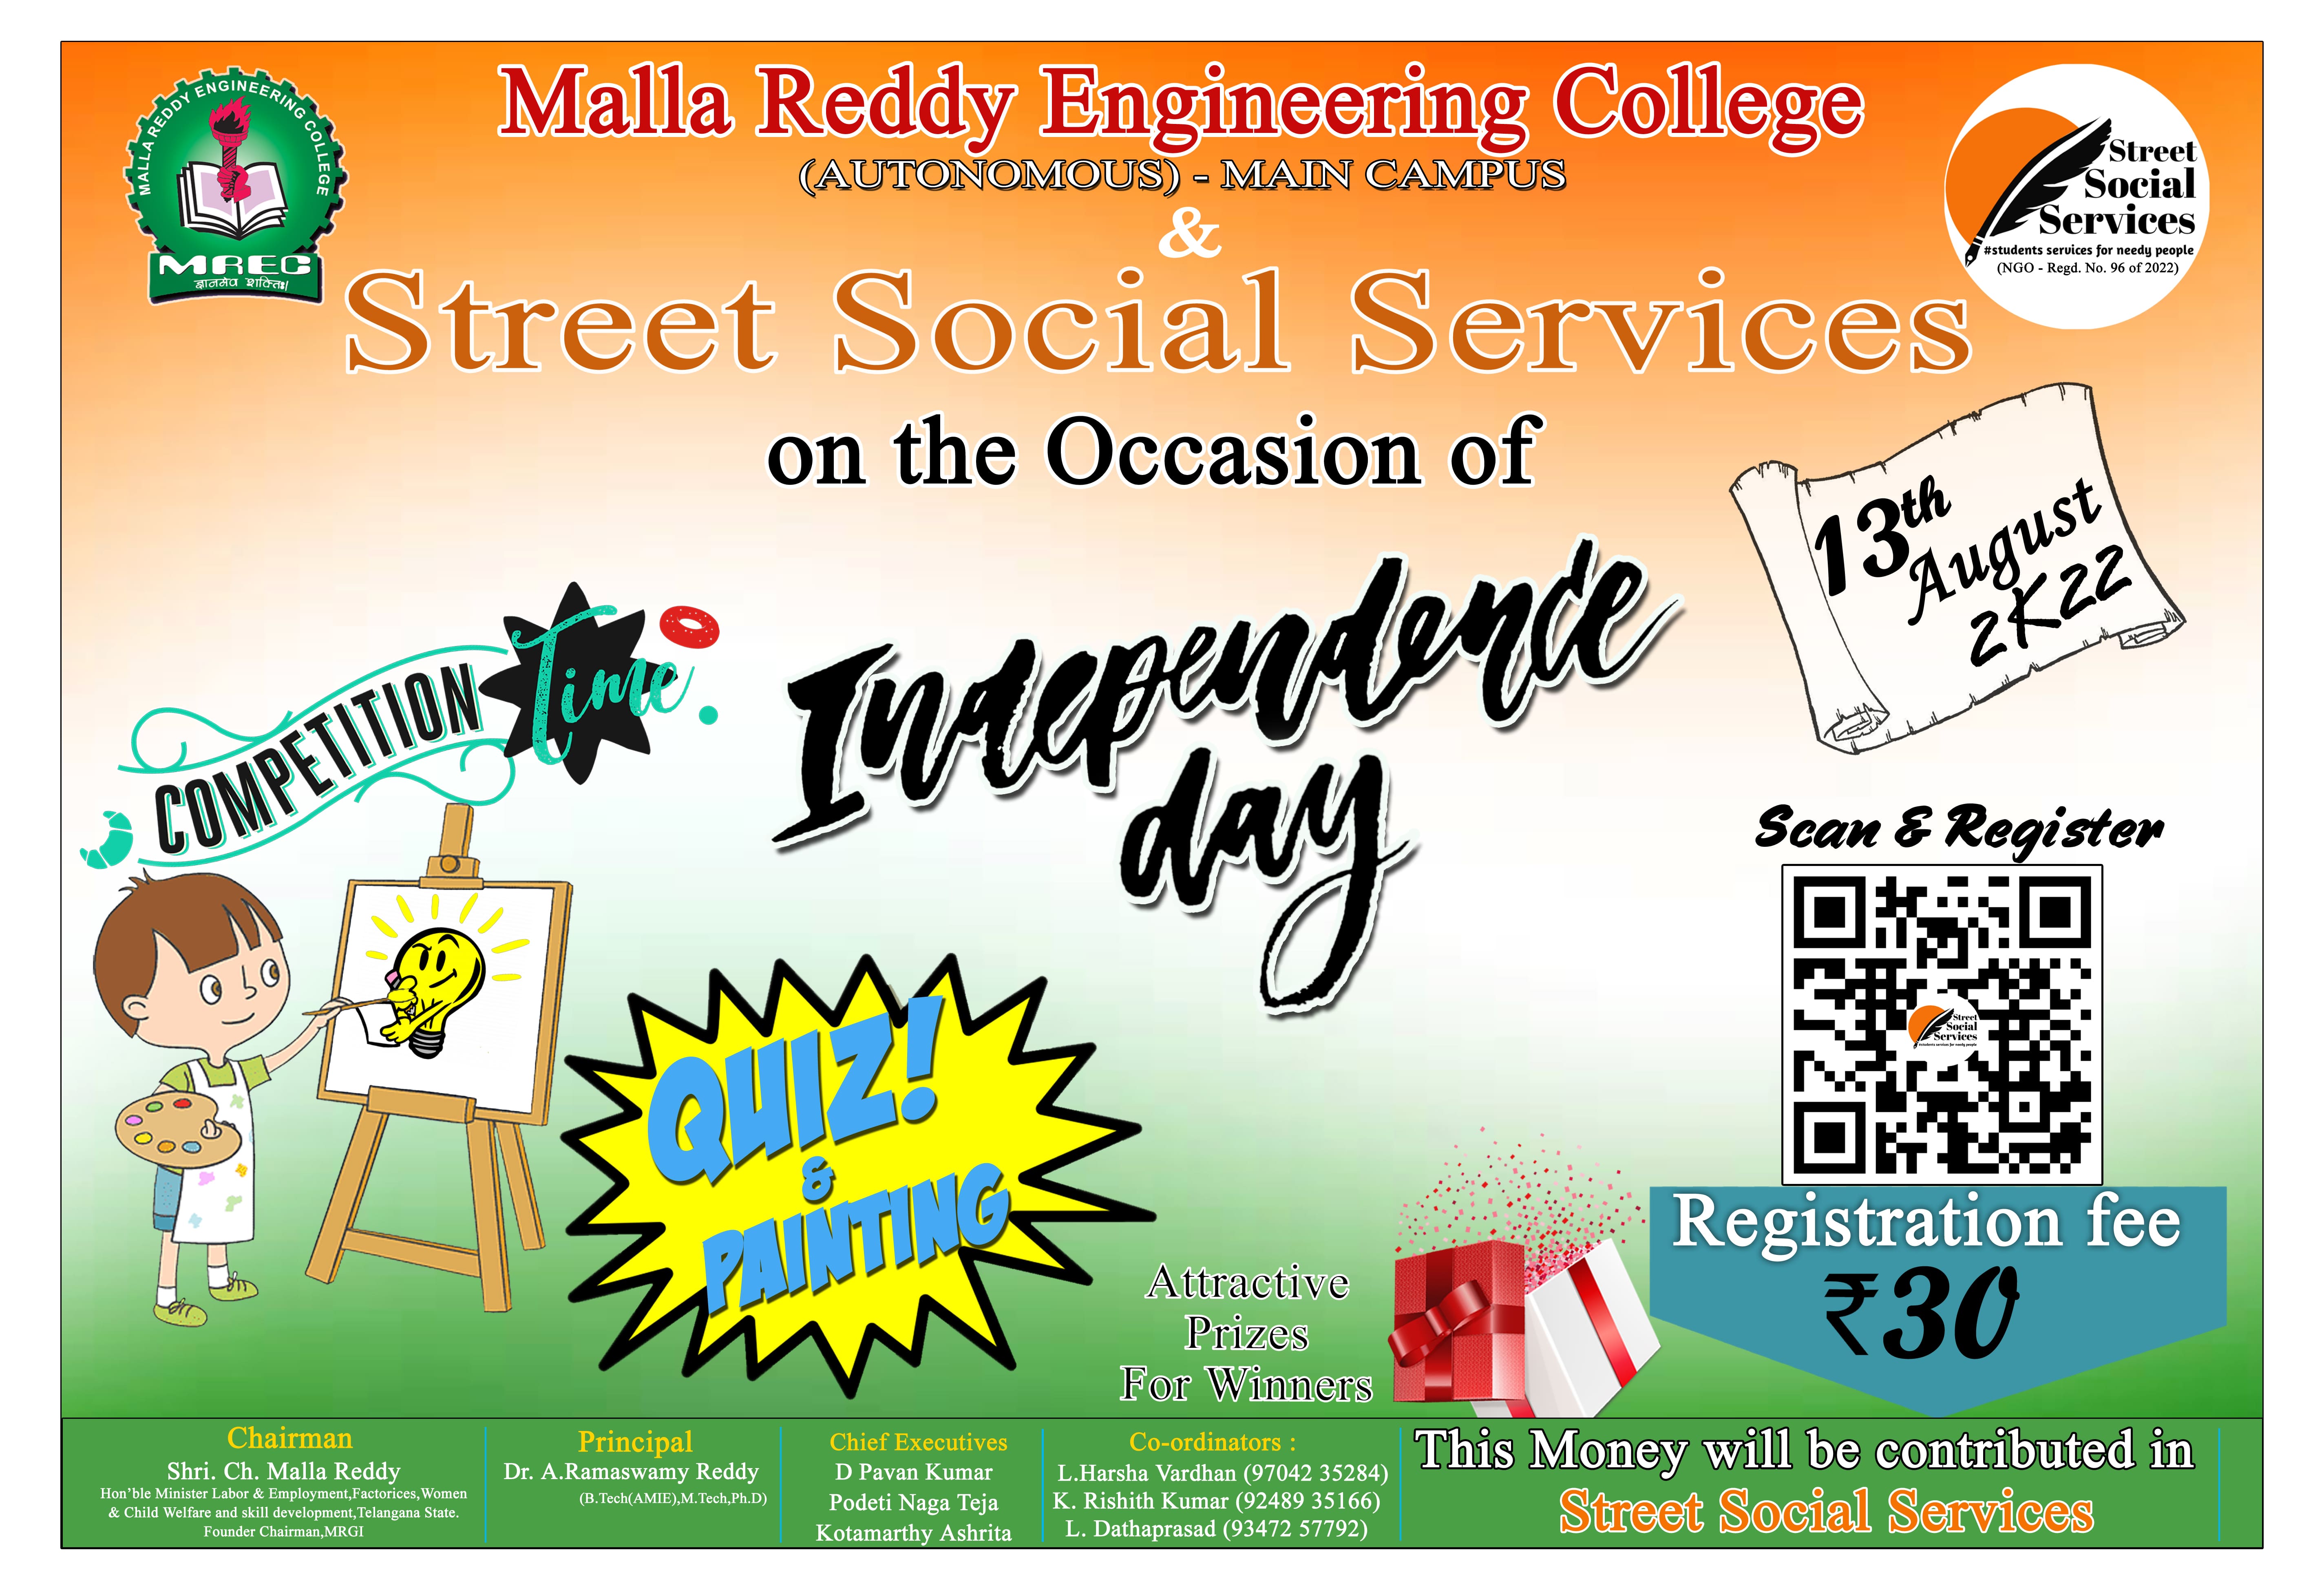 MALLA REDDY ENGINEERING COLLEGE
MREC
ज्ञानमेव शक्तिः।
Malla Reddy Engineering College
(AUTONOMOUS) - MAIN CAMPUS
&
Street Social Services
Street
Social
Services
#students services for needy people
(NGO - Regd. No. 96 of 2022)
on the Occasion of
Independence
day
13th
August
2K22
COMPETITION Time
Scan & Register
Street
Social
Services
QUIZ!
&
PAINTING
Attractive
Prizes
For Winners
Registration fee
₹30
Chairman
Shri. Ch. Malla Reddy
Hon'ble Minister Labor & Employment,Factorices,Women
& Child Welfare and skill development,Telangana State.
Founder Chairman,MRGI
Principal
Dr. A.Ramaswamy Reddy
(B.Tech(AMIE),M.Tech,Ph.D)
Chief Executives
D Pavan Kumar
Podeti Naga Teja
Kotamarthy Ashrita
Co-ordinators :
L.Harsha Vardhan (97042 35284)
K. Rishith Kumar (92489 35166)
L. Dathaprasad (93472 57792)
This Money will be contributed in
Street Social Services